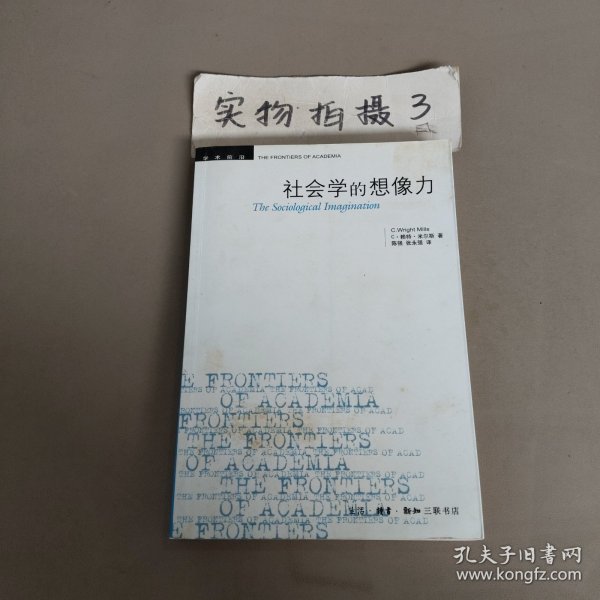 实物拍摄3
学术前沿 THE FRONTIERS OF ACADEMIA
社会学的想像力
The Sociological Imagination
C.Wright Mills
C·赖特·米尔斯 著
陈强 张永强 译
E FRONTIERS
OF ACADEMIA
FRONTIERS
THE FRONTIERS
OF ACADEMIA
THE FRONTIERS
OF ACADEMIA
生活·读书·新知三联书店
孔夫子旧书网
www.kongfz.com